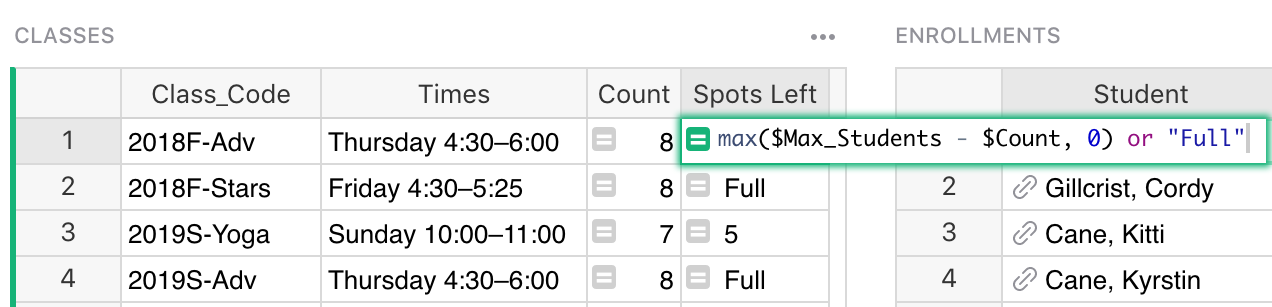 CLASSES ••• ENROLLMENTS
Class_Code Times Count Spots Left Student
1 2018F-Adv Thursday 4:30–6:00 = 8 = max($Max_Students - $Count, 0) or "Full"
2 2018F-Stars Friday 4:30–5:25 = 8 = Full 2 Gillcrist, Cordy
3 2019S-Yoga Sunday 10:00–11:00 = 7 = 5 3 Cane, Kitti
4 2019S-Adv Thursday 4:30–6:00 = 8 = Full 4 Cane, Kyrstin